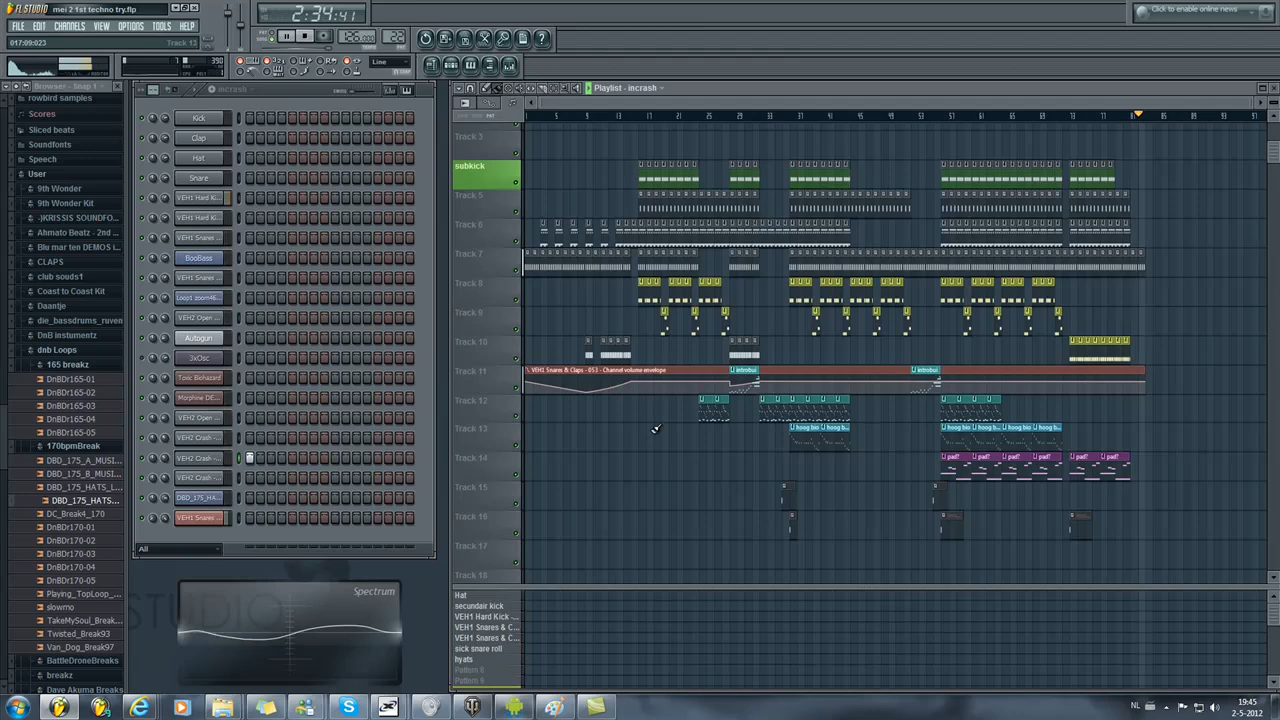 FL STUDIO
mei 2 1st techno try.flp
FILE EDIT CHANNELS VIEW OPTIONS TOOLS HELP
2:34:41
Click to enable online news
017:09:023
Track 13
Line
Browser - Snap 1
incrash
Playlist - incrash
rowbird samples
Scores
Sliced beats
Soundfonts
Speech
User
9th Wonder
9th Wonder Kit
-JKRISSIS SOUNDFO...
Ahmato Beatz - 2nd ...
Blu mar ten DEMOS i...
CLAPS
club souds1
Coast to Coast Kit
Daantje
die_bassdrums_ruven
DnB instumentz
dnb Loops
165 breakz
DnBDr165-01
DnBDr165-02
DnBDr165-03
DnBDr165-04
DnBDr165-05
170bpmBreak
DBD_175_A_MUSI...
DBD_175_B_MUSI...
DBD_175_HATS_L...
DBD_175_HATS...
DC_Break4_170
DnBDr170-01
DnBDr170-02
DnBDr170-03
DnBDr170-04
DnBDr170-05
Playing_TopLoop_...
slowmo
TakeMySoul_Break...
Twisted_Break93
Van_Dog_Break97
BattleDroneBreaks
breakz
Dave Akuma Breaks
Kick
Clap
Hat
Snare
VEH1 Hard Ki...
VEH1 Hard Ki...
VEH1 Snares ...
BooBass
VEH1 Snares ...
Loop1 zoom46...
VEH2 Open ...
Autogun
3xOsc
Toxic Biohazard
Morphine DE...
VEH2 Open ...
VEH2 Crash -...
VEH2 Crash -...
VEH2 Crash -...
DBD_175_HA...
VEH1 Snares ...
All
Spectrum
STUDIO
Track 3
subkick
Track 5
Track 6
Track 7
Track 8
Track 9
Track 10
Track 11
VEH1 Snares & Claps - 053 - Channel volume envelope
introbui
introbui
Track 12
Track 13
hoog bio
hoog b...
hoog bio
hoog b...
hoog bio
hoog b...
Track 14
pad?
pad?
pad?
pad?
pad?
pad?
Track 15
Track 16
Track 17
Track 18
Hat
secundair kick
VEH1 Hard Kick -...
VEH1 Snares & C...
VEH1 Snares & C...
sick snare roll
hyats
Pattern 8
Pattern 9
NL
19:45
2-5-2012